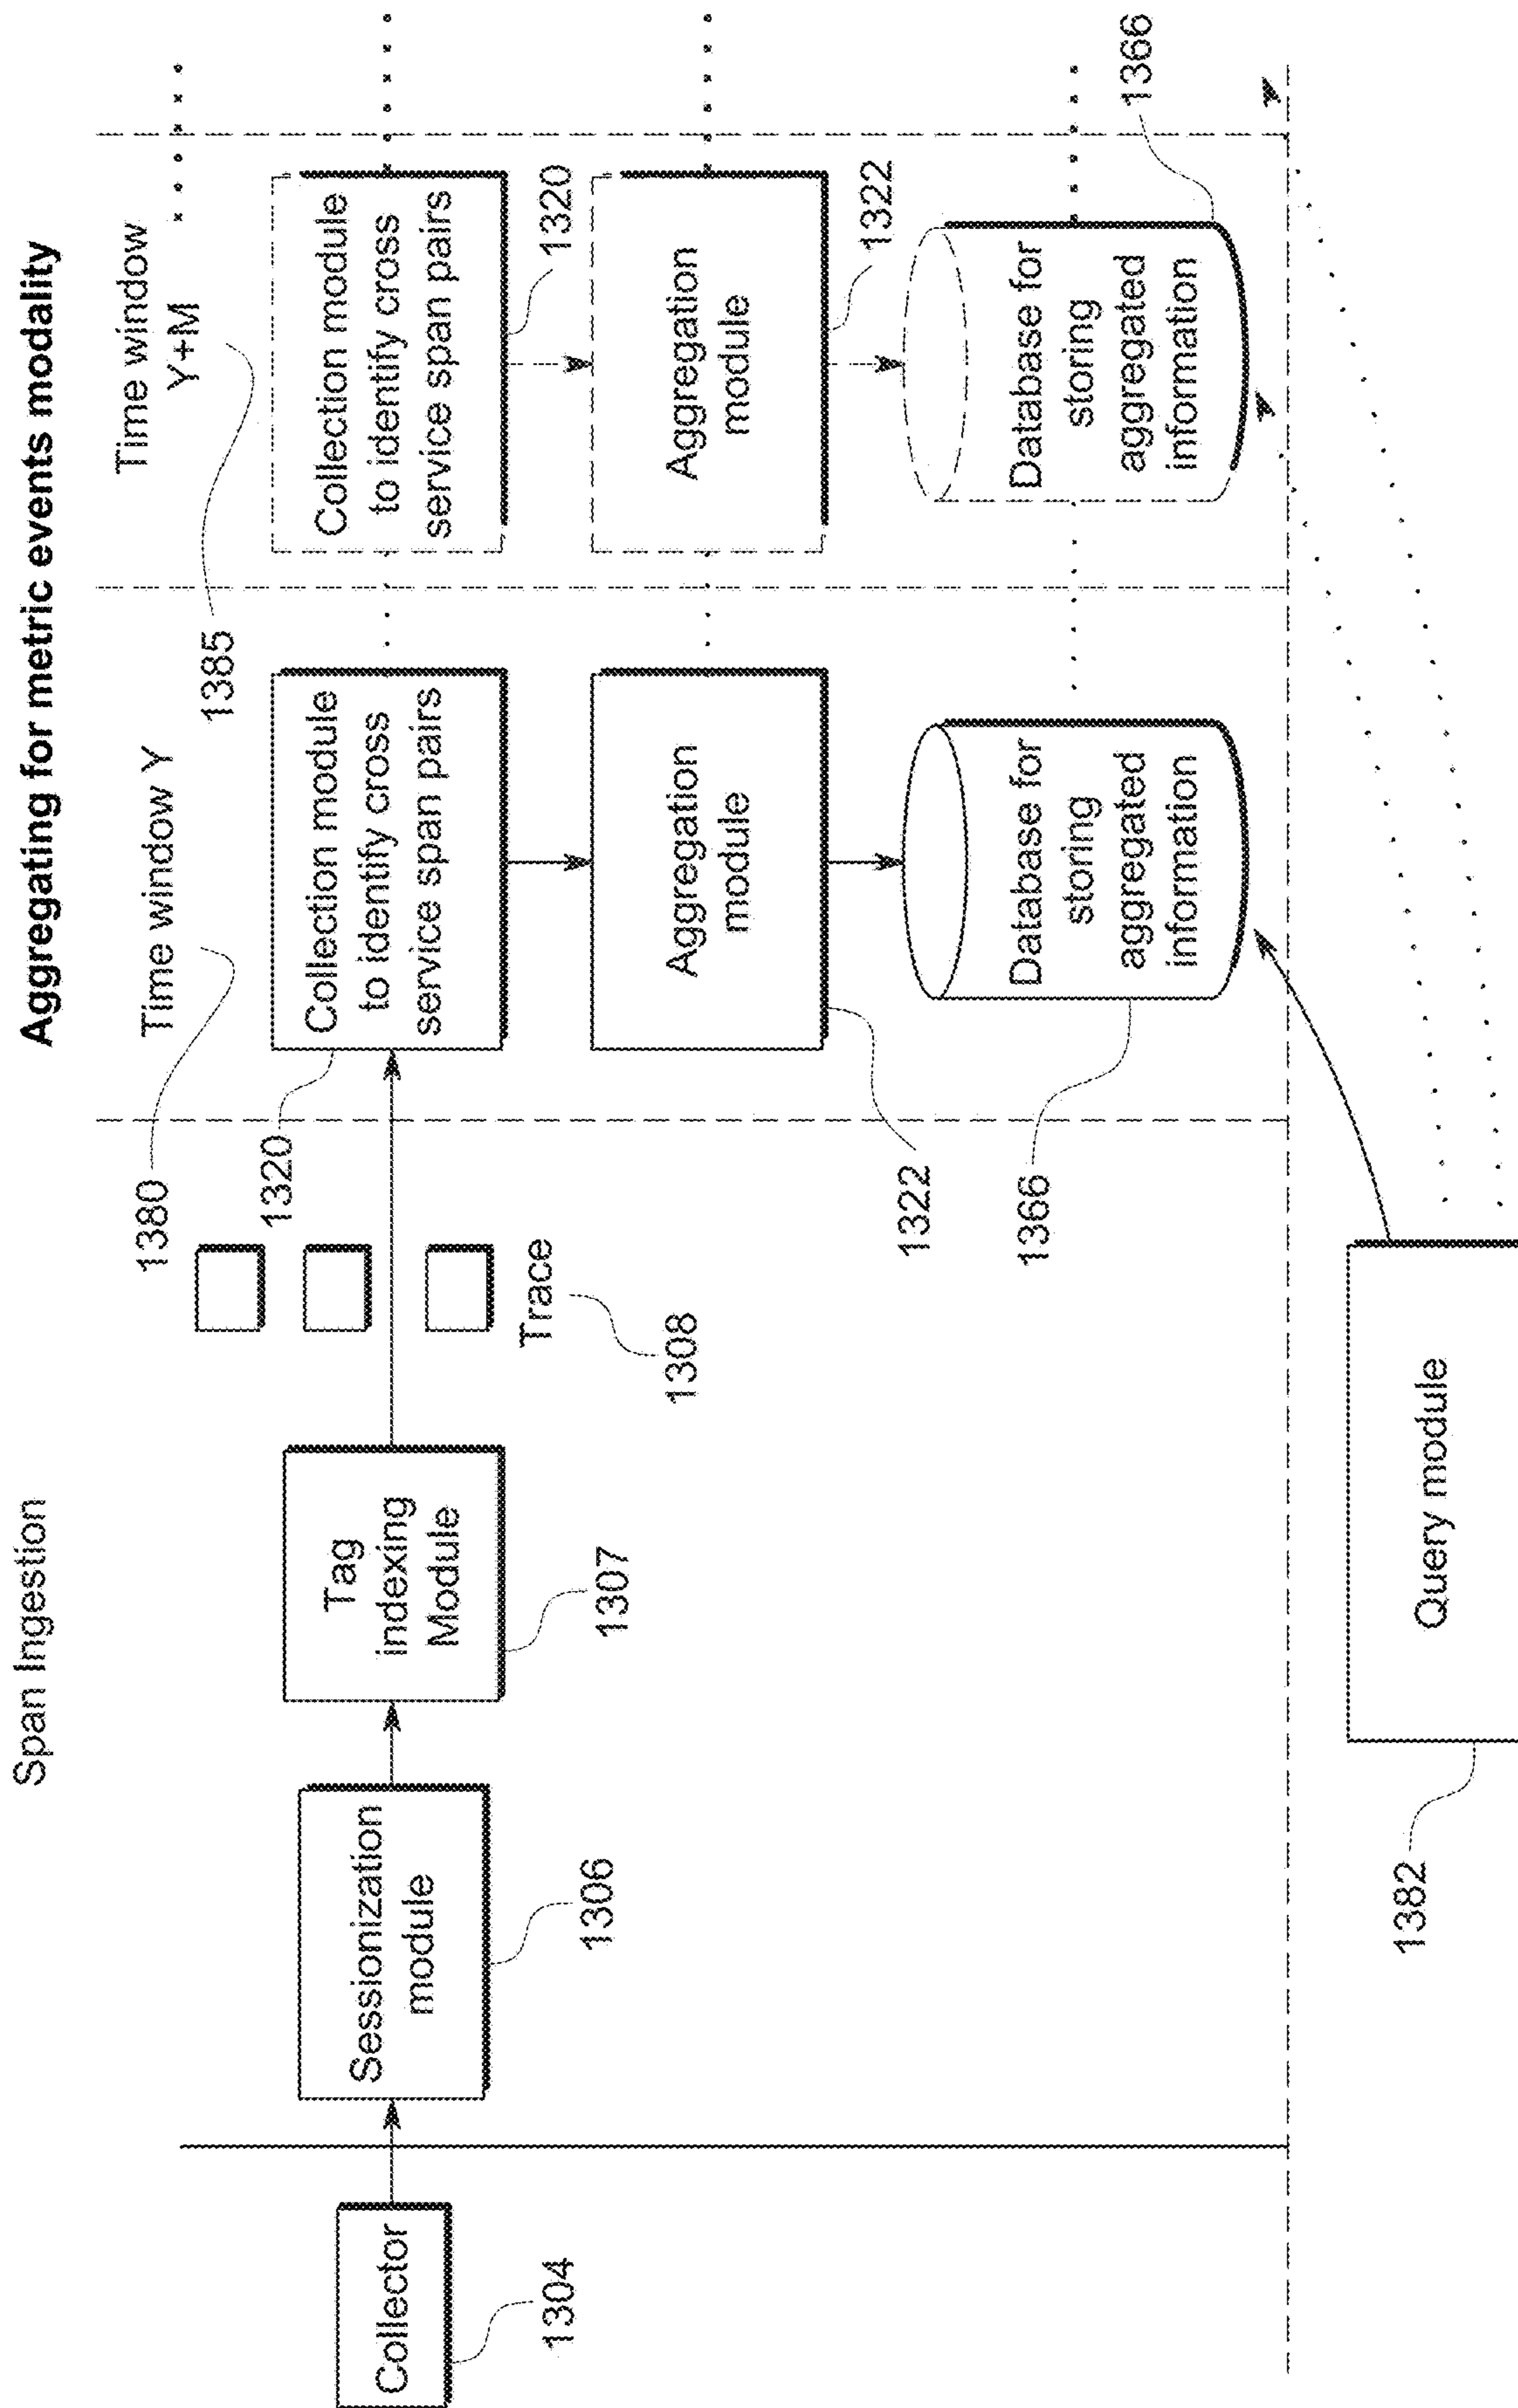 Aggregating for metric events modality
Span Ingestion
Time window Y
1380
Time window
Y+M
1385
Collector
1304
Sessionization
module
1306
Tag
indexing
Module
1307
Trace
1308
Collection module
to identify cross
service span pairs
1320
Aggregation
module
1322
Database for
storing
aggregated
information
1366
Collection module
to identify cross
service span pairs
1320
Aggregation
module
1322
Database for
storing
aggregated
information
1366
Query module
1382